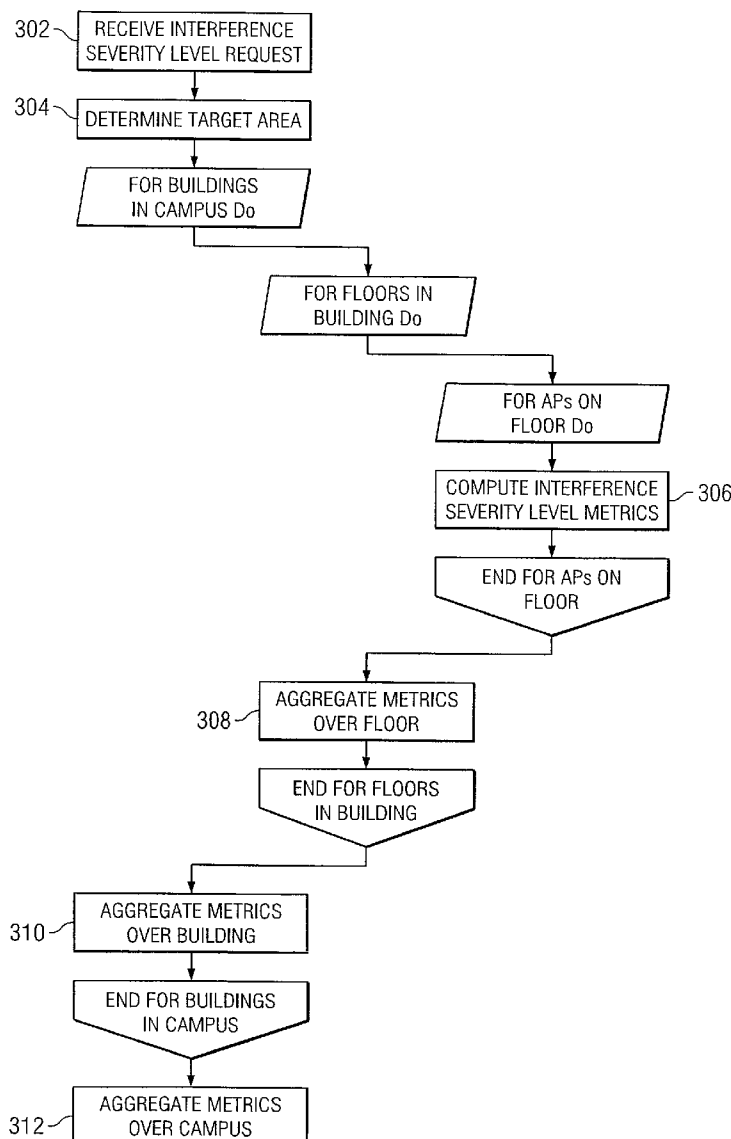 302
RECEIVE INTERFERENCE
SEVERITY LEVEL REQUEST
304
DETERMINE TARGET AREA
FOR BUILDINGS
IN CAMPUS Do
FOR FLOORS IN
BUILDING Do
FOR APs ON
FLOOR Do
COMPUTE INTERFERENCE
SEVERITY LEVEL METRICS
306
END FOR APs ON
FLOOR
308
AGGREGATE METRICS
OVER FLOOR
END FOR FLOORS
IN BUILDING
310
AGGREGATE METRICS
OVER BUILDING
END FOR BUILDINGS
IN CAMPUS
312
AGGREGATE METRICS
OVER CAMPUS